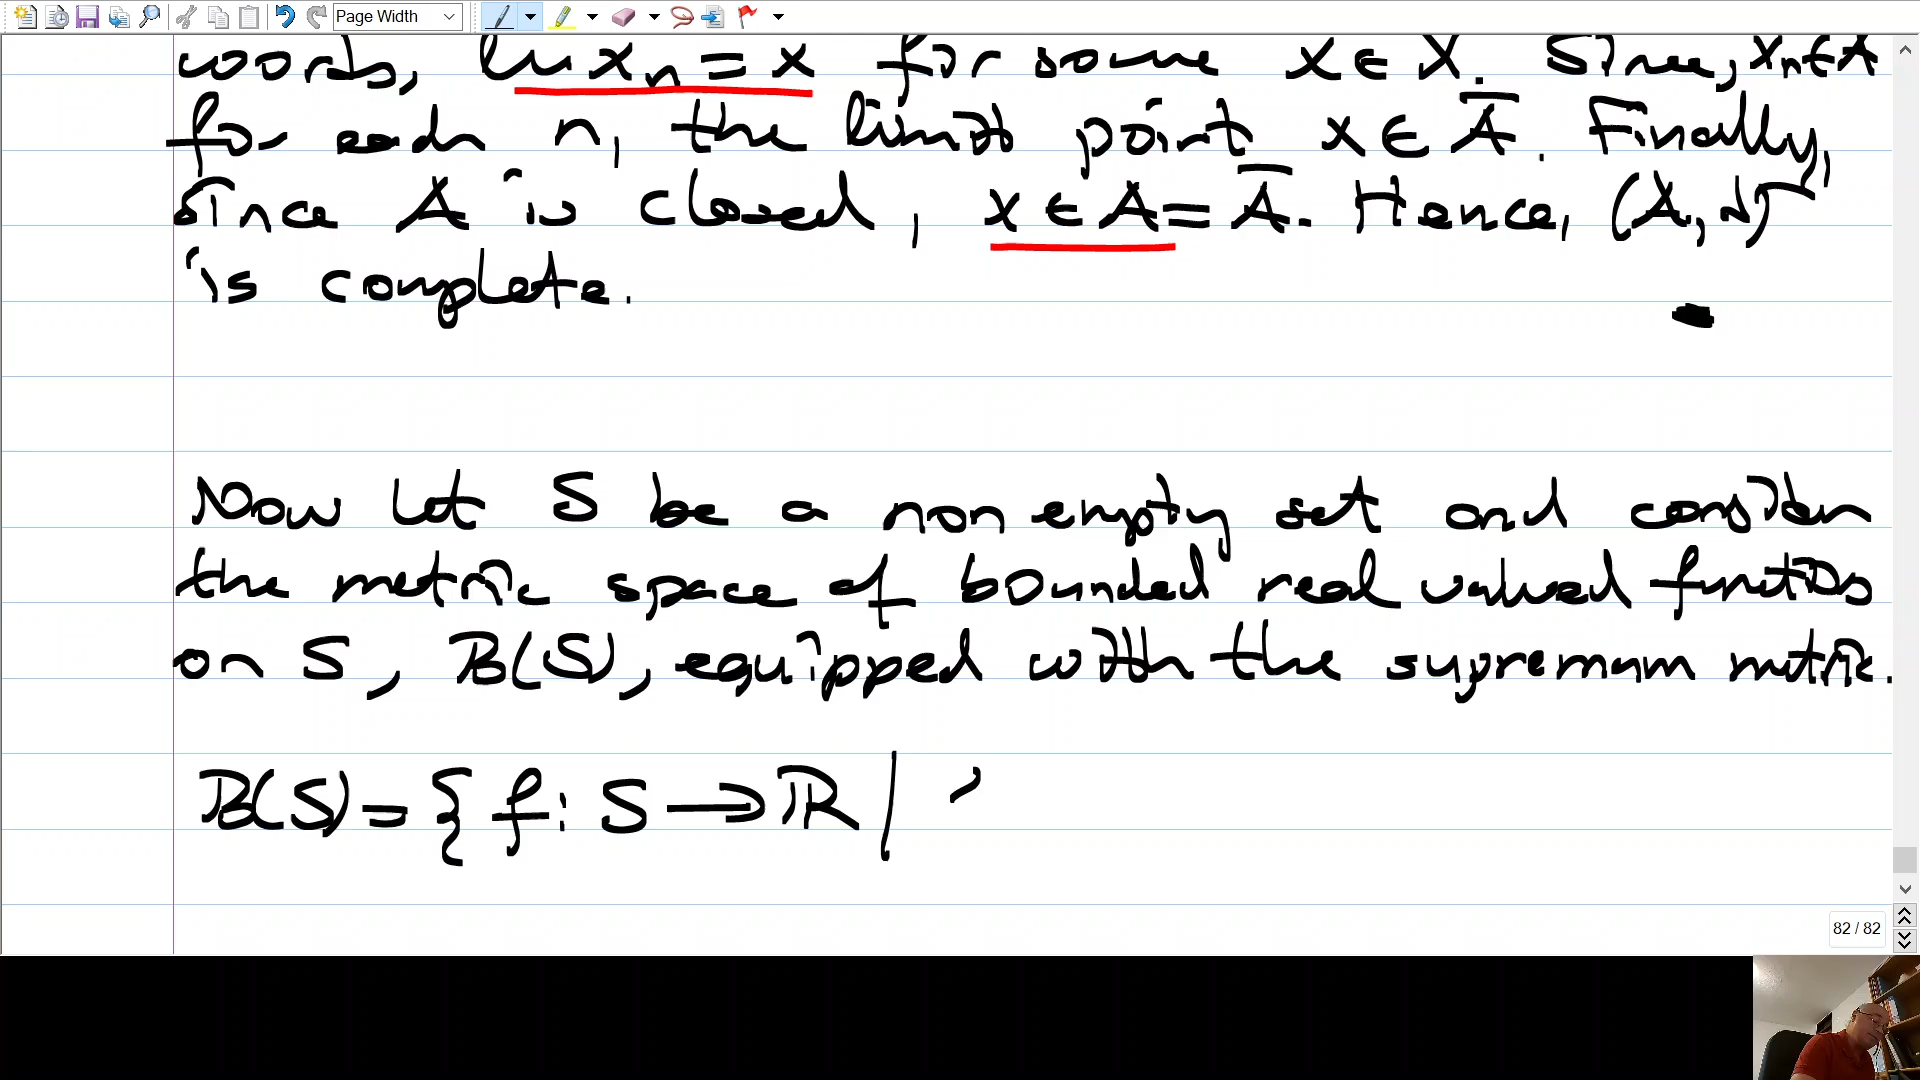 Page Width
words, lim xₙ = x for some x ∈ X. Since, xₙ ∈ A
for each n, the limit point x ∈ A̅. Finally,
since A is closed, x ∈ A = A̅. Hence, (A, d)
is complete.
Now let S be a non empty set and consider
the metric space of bounded real valued functions
on S, B(S), equipped with the supremum metric.
B(S) = { f: S → ℝ |
82 / 82